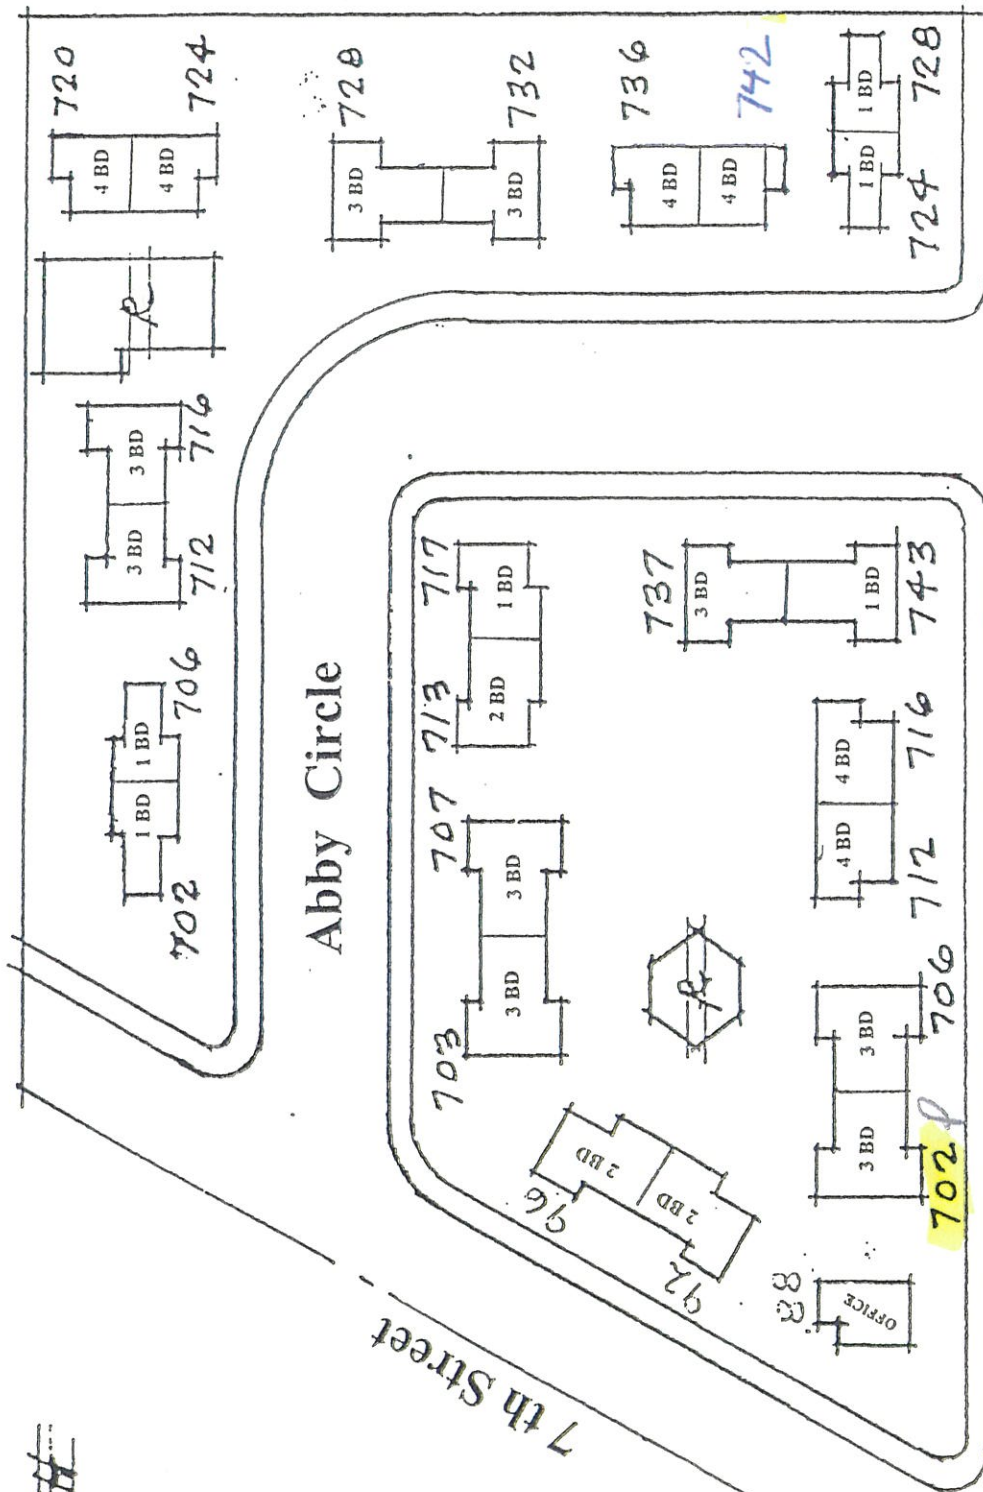 720
4 BD
4 BD
724
728
3 BD
3 BD
732
736
4 BD
4 BD
742
1 BD
1 BD
724
728
3 BD
3 BD
712
716
1 BD
1 BD
702
706
Abby Circle
713
717
2 BD
1 BD
703
707
3 BD
3 BD
737
3 BD
1 BD
743
4 BD
4 BD
712
716
3 BD
3 BD
702
706
96
2 BD
2 BD
92
88
OFFICE
7 th Street